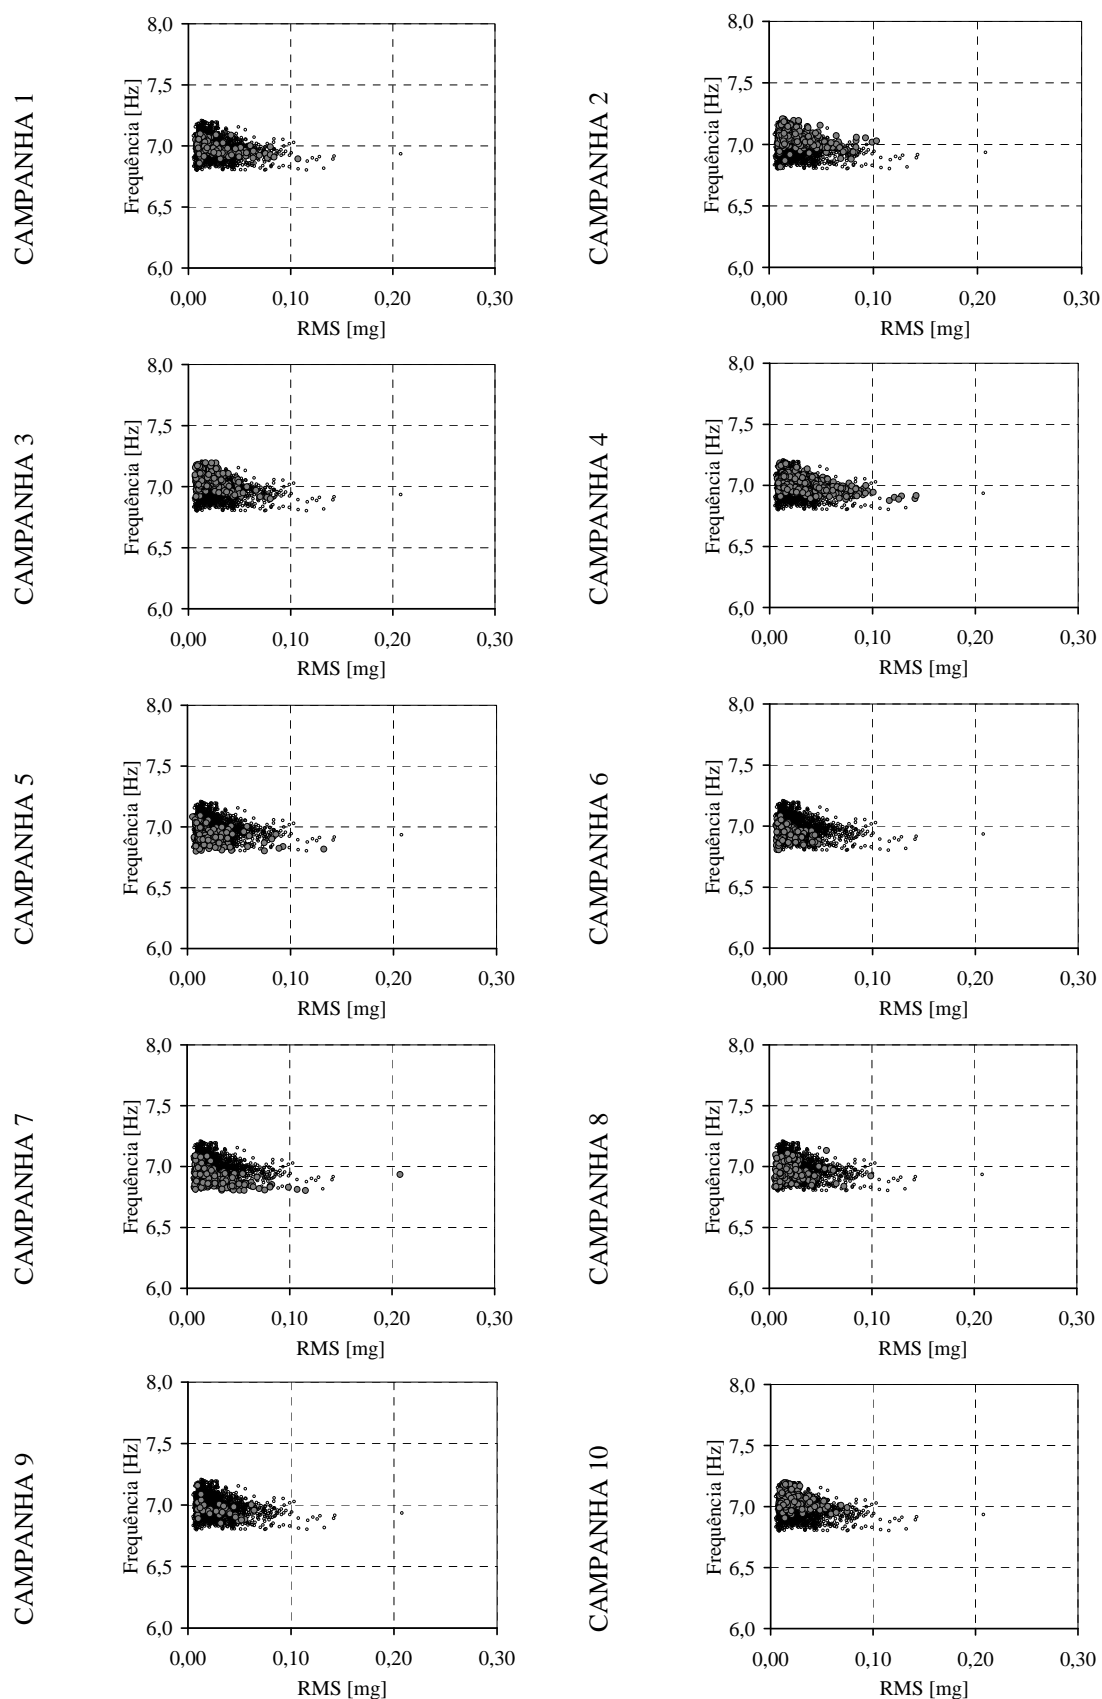 CAMPANHA 1
Frequência [Hz]
8,0
7,5
7,0
6,5
6,0
0,00 0,10 0,20 0,30
RMS [mg]
CAMPANHA 2
Frequência [Hz]
8,0
7,5
7,0
6,5
6,0
0,00 0,10 0,20 0,30
RMS [mg]
CAMPANHA 3
Frequência [Hz]
8,0
7,5
7,0
6,5
6,0
0,00 0,10 0,20 0,30
RMS [mg]
CAMPANHA 4
Frequência [Hz]
8,0
7,5
7,0
6,5
6,0
0,00 0,10 0,20 0,30
RMS [mg]
CAMPANHA 5
Frequência [Hz]
8,0
7,5
7,0
6,5
6,0
0,00 0,10 0,20 0,30
RMS [mg]
CAMPANHA 6
Frequência [Hz]
8,0
7,5
7,0
6,5
6,0
0,00 0,10 0,20 0,30
RMS [mg]
CAMPANHA 7
Frequência [Hz]
8,0
7,5
7,0
6,5
6,0
0,00 0,10 0,20 0,30
RMS [mg]
CAMPANHA 8
Frequência [Hz]
8,0
7,5
7,0
6,5
6,0
0,00 0,10 0,20 0,30
RMS [mg]
CAMPANHA 9
Frequência [Hz]
8,0
7,5
7,0
6,5
6,0
0,00 0,10 0,20 0,30
RMS [mg]
CAMPANHA 10
Frequência [Hz]
8,0
7,5
7,0
6,5
6,0
0,00 0,10 0,20 0,30
RMS [mg]